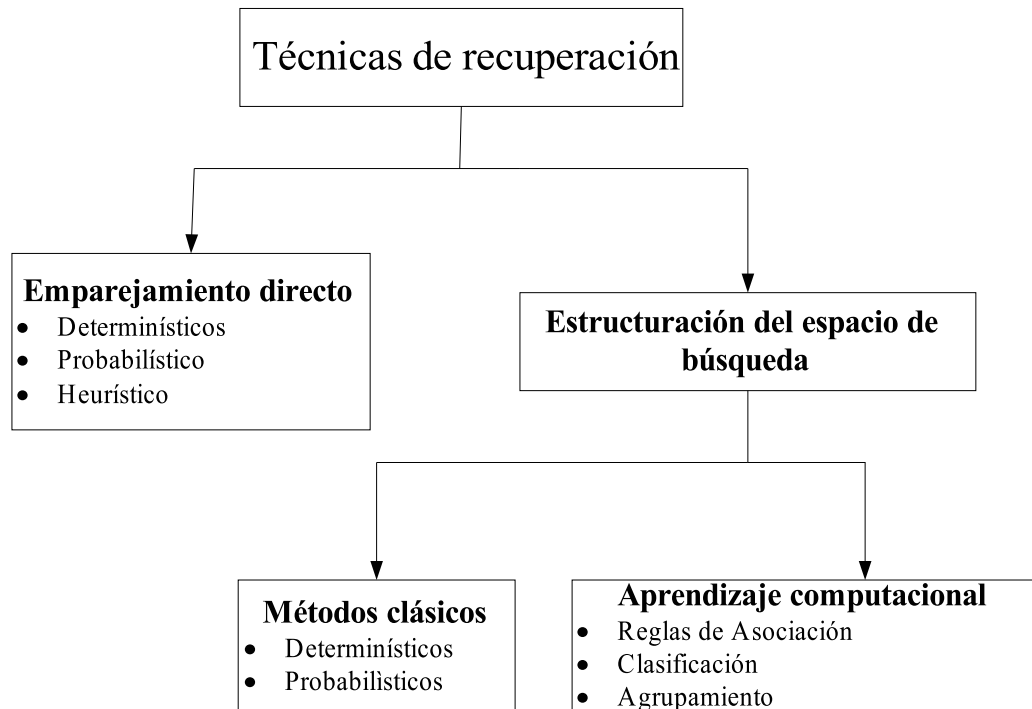 Técnicas de recuperación
Emparejamiento directo
• Determinísticos
• Probabilístico
• Heurístico
Estructuración del espacio de
búsqueda
Métodos clásicos
• Determinísticos
• Probabilìsticos
Aprendizaje computacional
• Reglas de Asociación
• Clasificación
• Agrupamiento